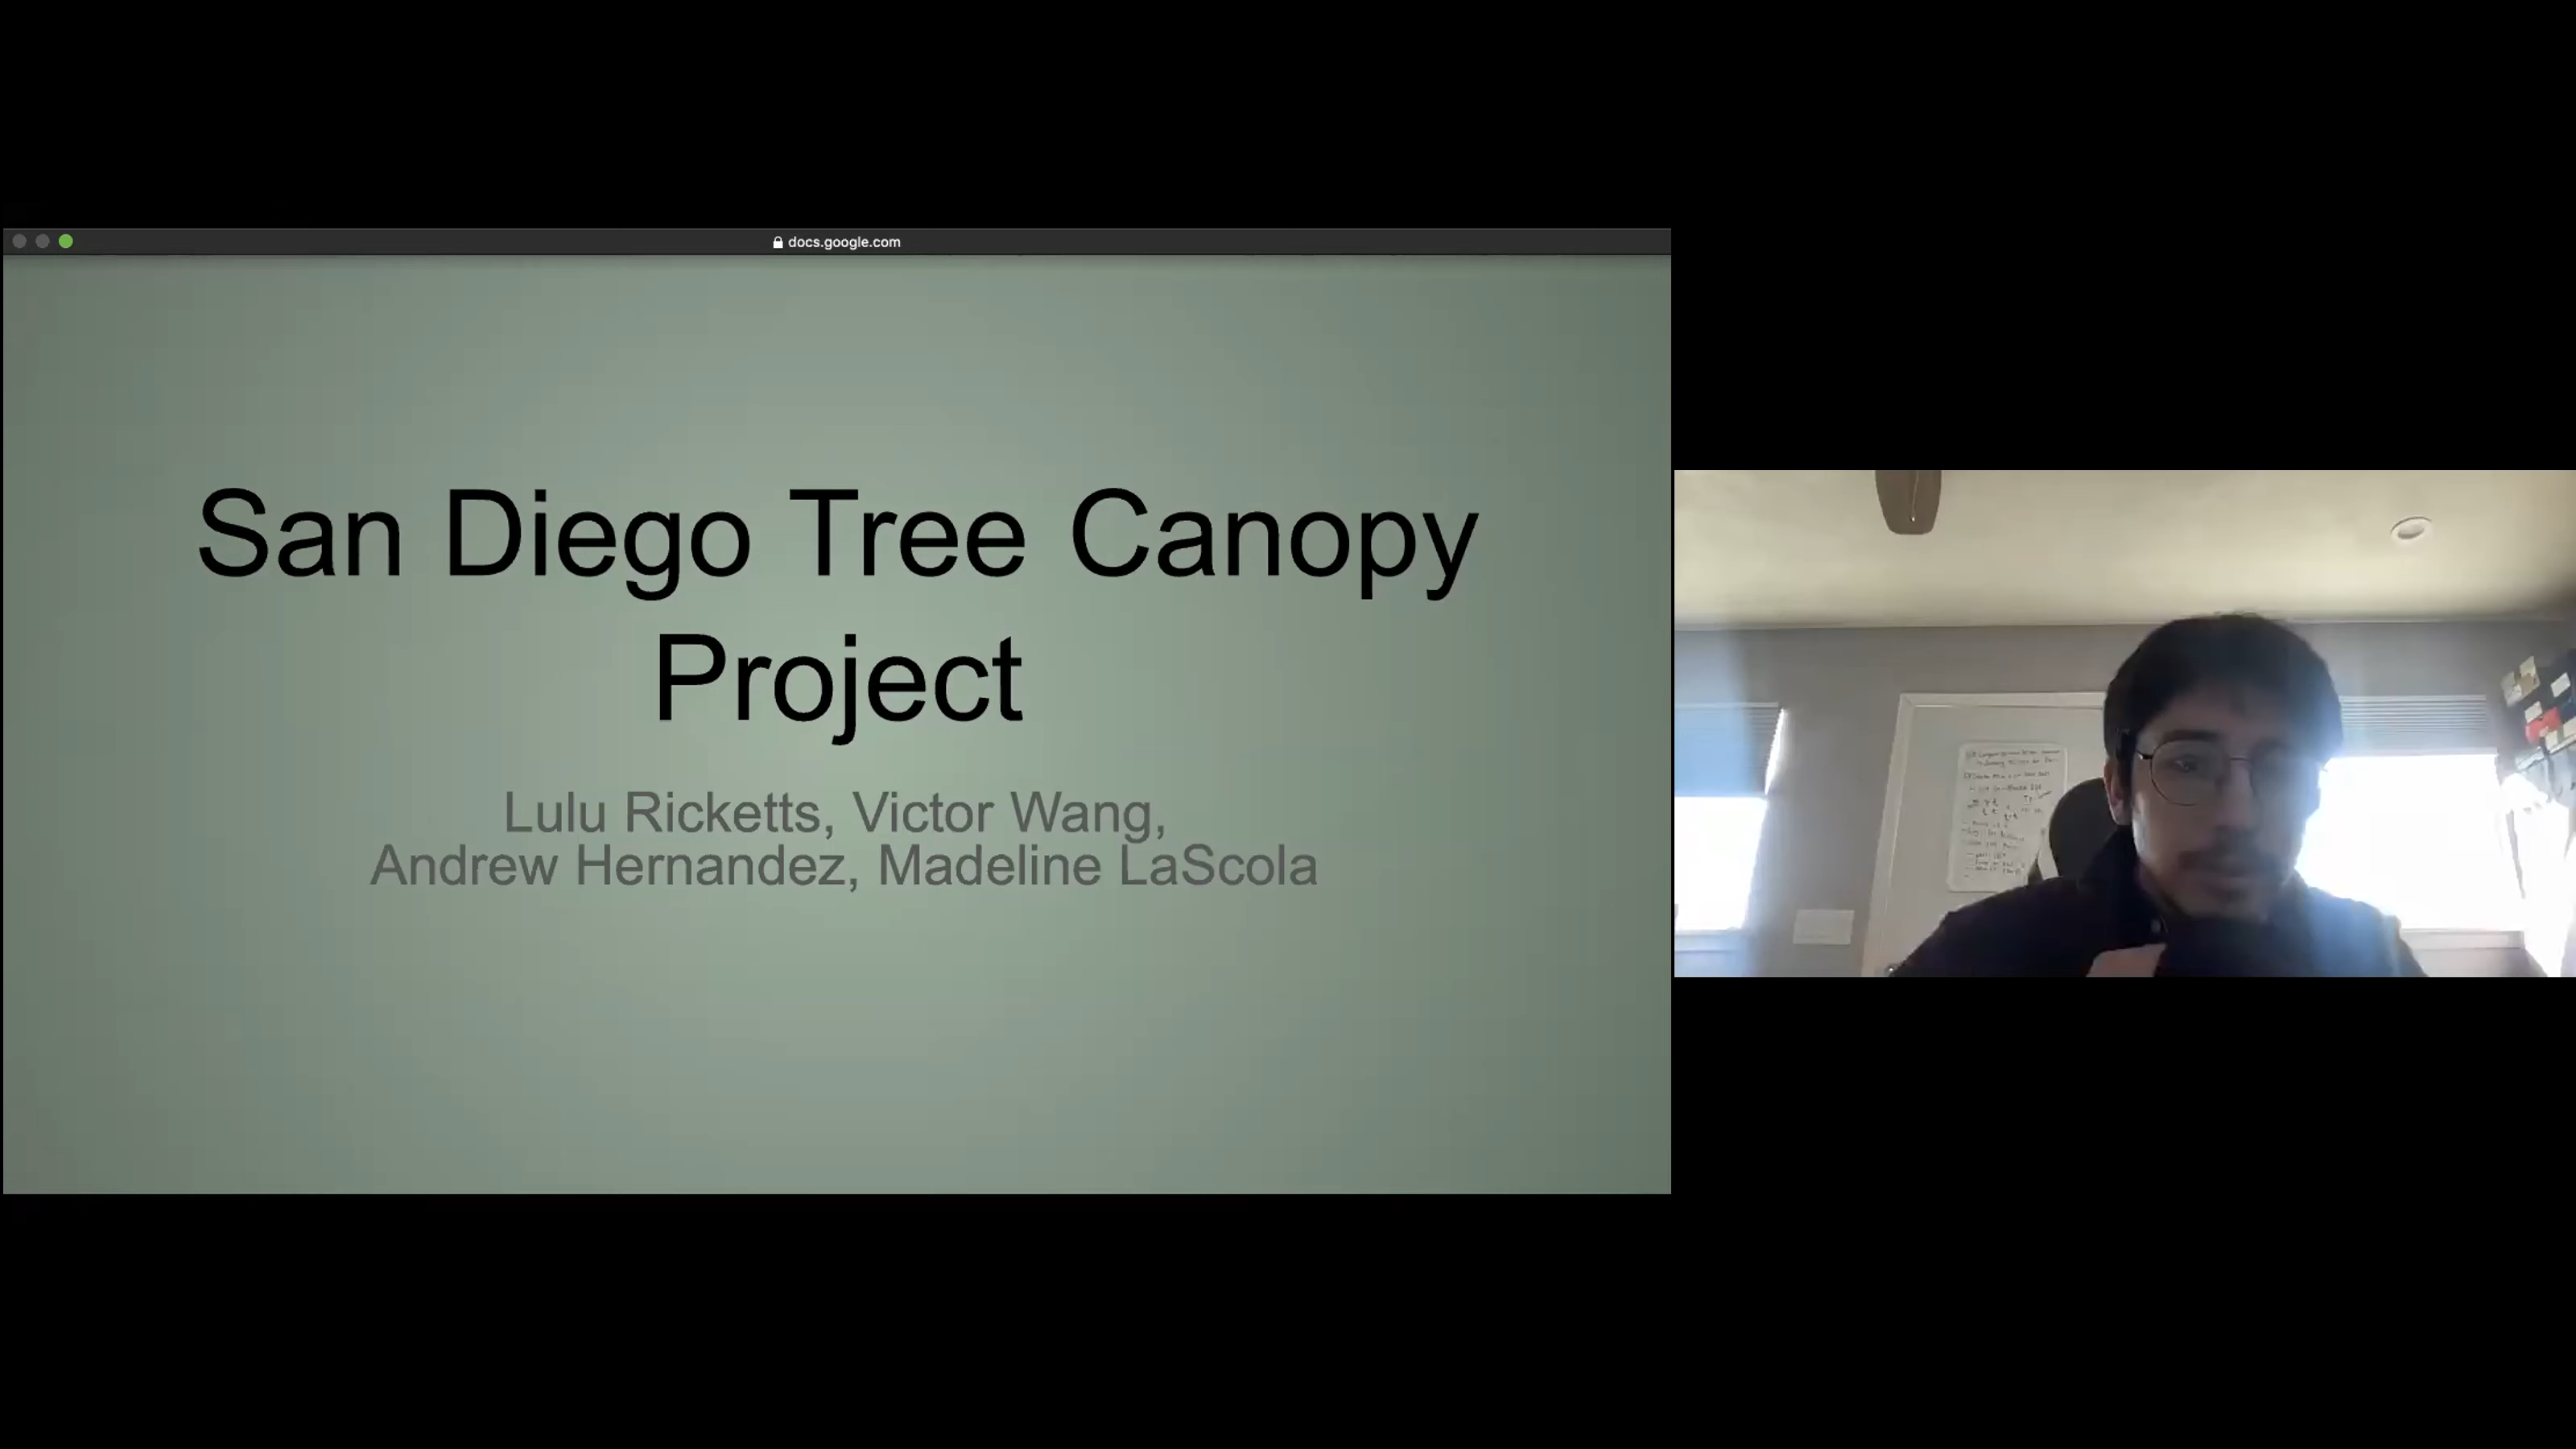 docs.google.com
San Diego Tree Canopy
Project
Lulu Ricketts, Victor Wang,
Andrew Hernandez, Madeline LaScola